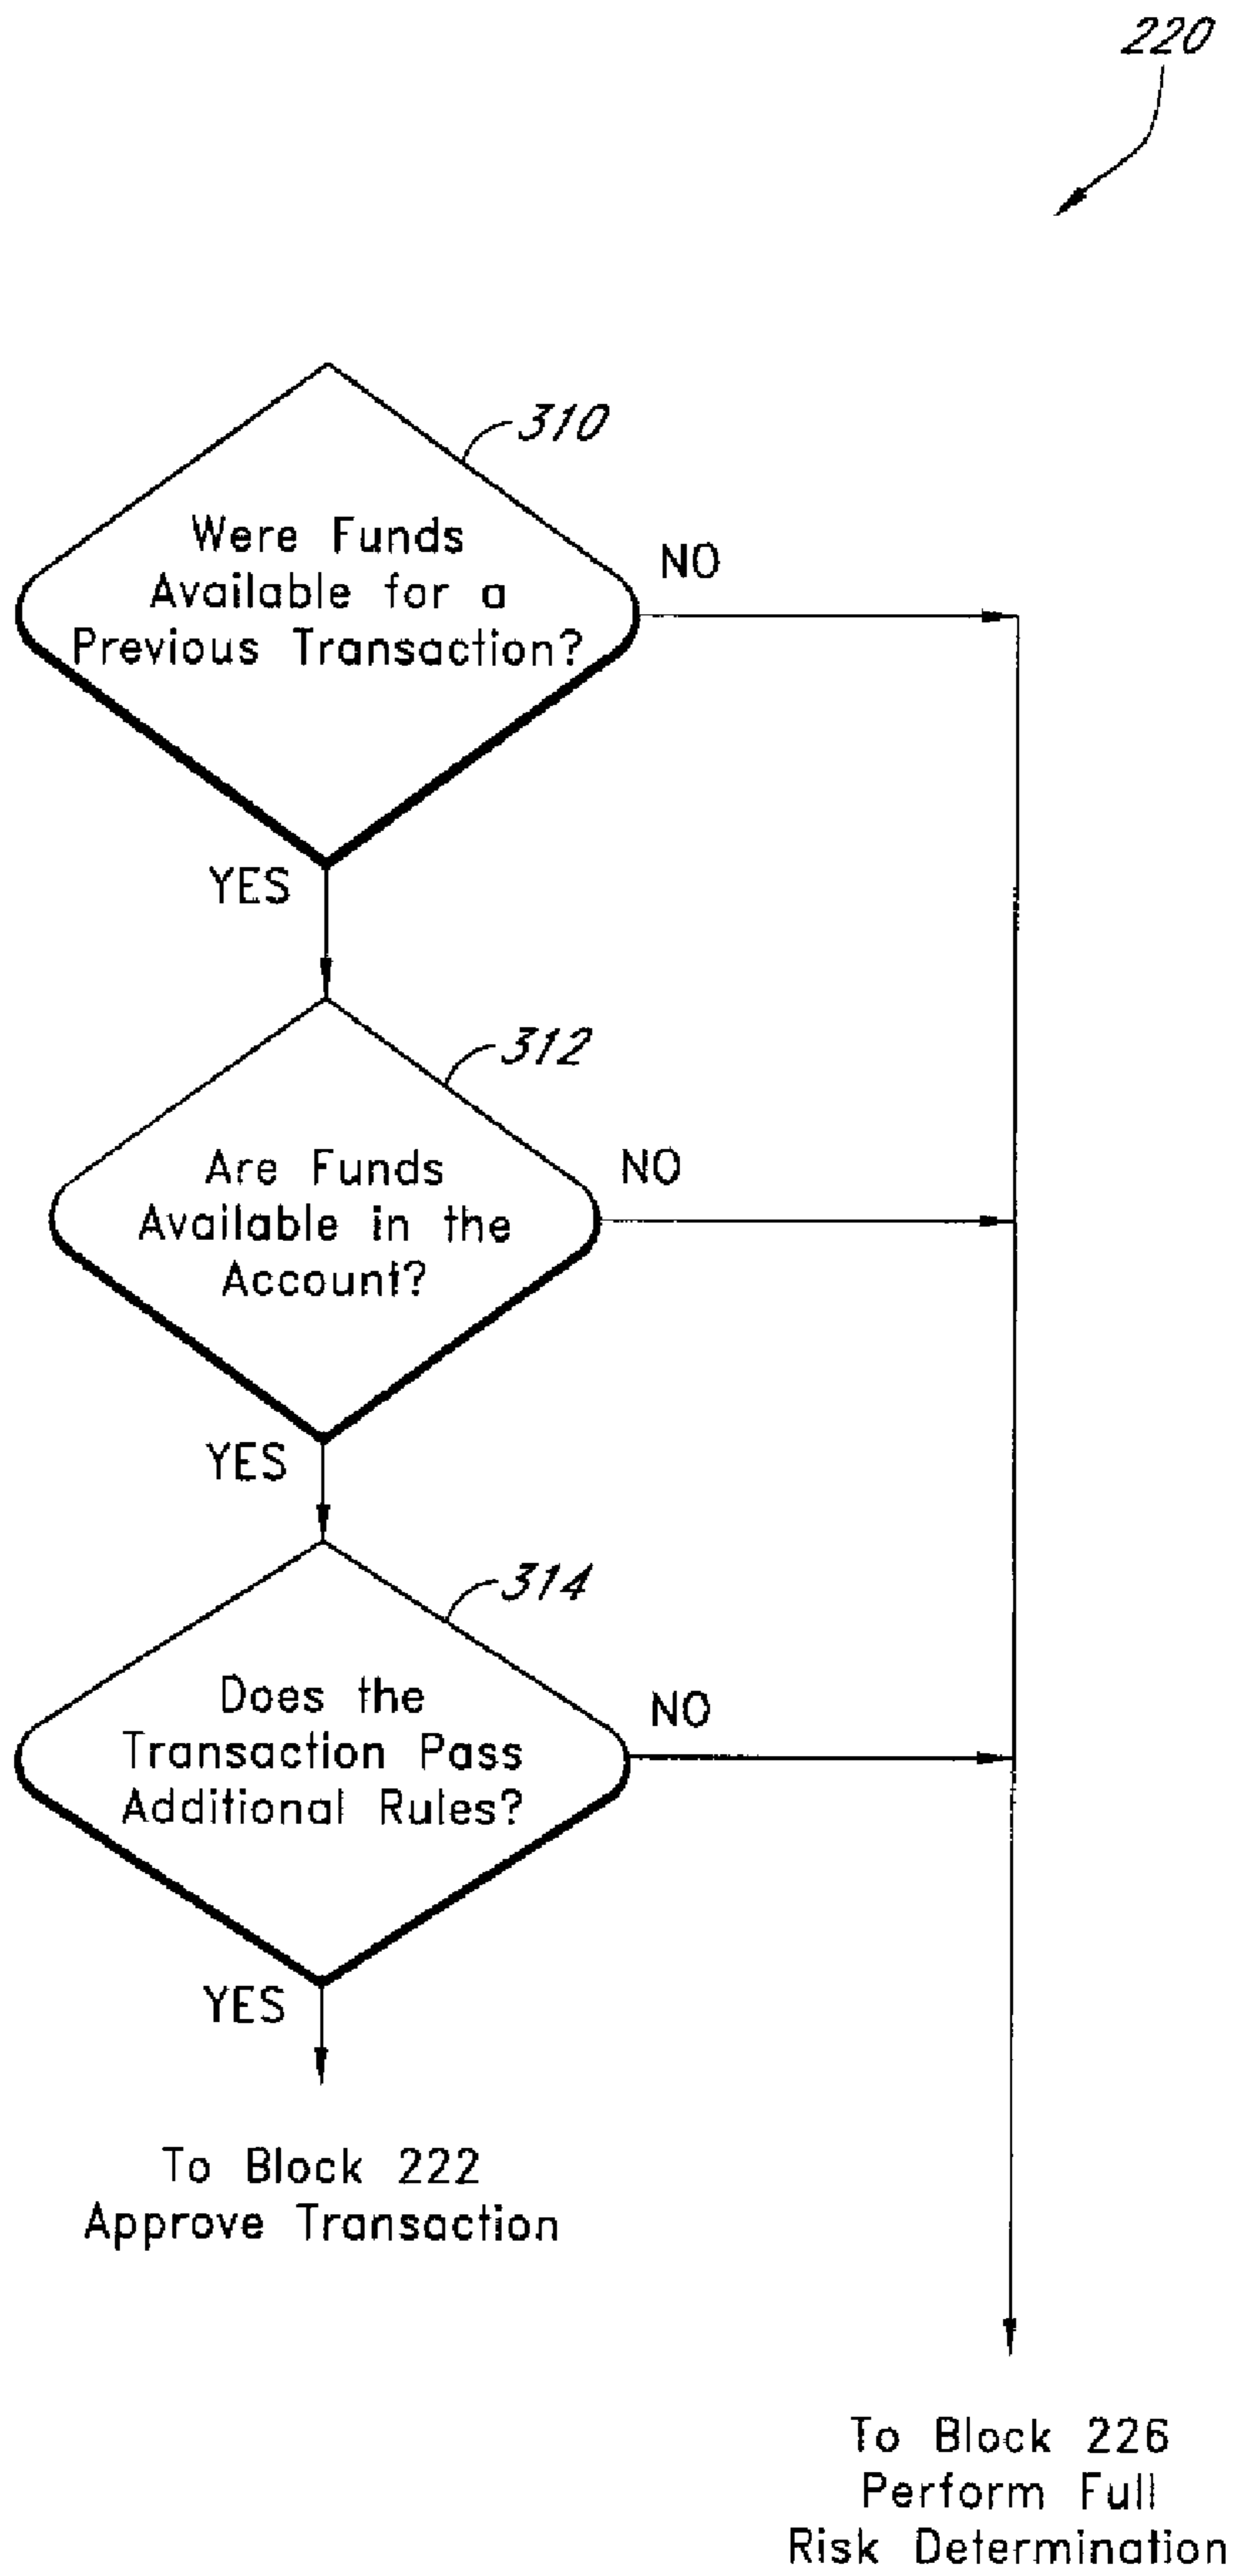 220
310
Were Funds
Available for a
Previous Transaction?
NO
YES
312
Are Funds
Available in the
Account?
NO
YES
314
Does the
Transaction Pass
Additional Rules?
NO
YES
To Block 222
Approve Transaction
To Block 226
Perform Full
Risk Determination